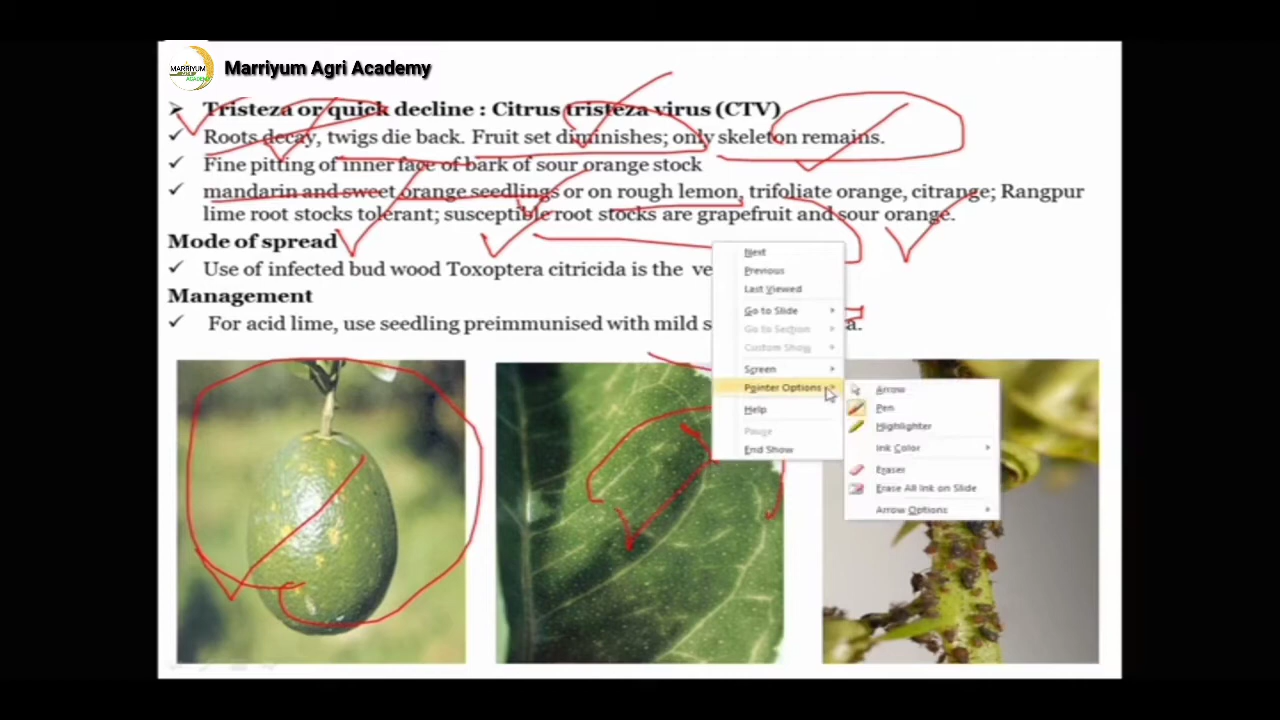 MARRIYUM
ACADEMY
Marriyum Agri Academy
➢ Tristeza or quick decline : Citrus tristeza virus (CTV)
✓ Roots decay, twigs die back. Fruit set diminishes; only skeleton remains.
✓ Fine pitting of inner face of bark of sour orange stock
✓ mandarin and sweet orange seedlings or on rough lemon, trifoliate orange, citrange; Rangpur
lime root stocks tolerant; susceptible root stocks are grapefruit and sour orange.
Mode of spread
✓ Use of infected bud wood Toxoptera citricida is the ve
Management
✓ For acid lime, use seedling preimmunised with mild s a.
Next
Previous
Last Viewed
Go to Slide
Go to Section
Custom Show
Screen
Pointer Options
Help
Pause
End Show
Arrow
Pen
Highlighter
Ink Color
Eraser
Erase All Ink on Slide
Arrow Options